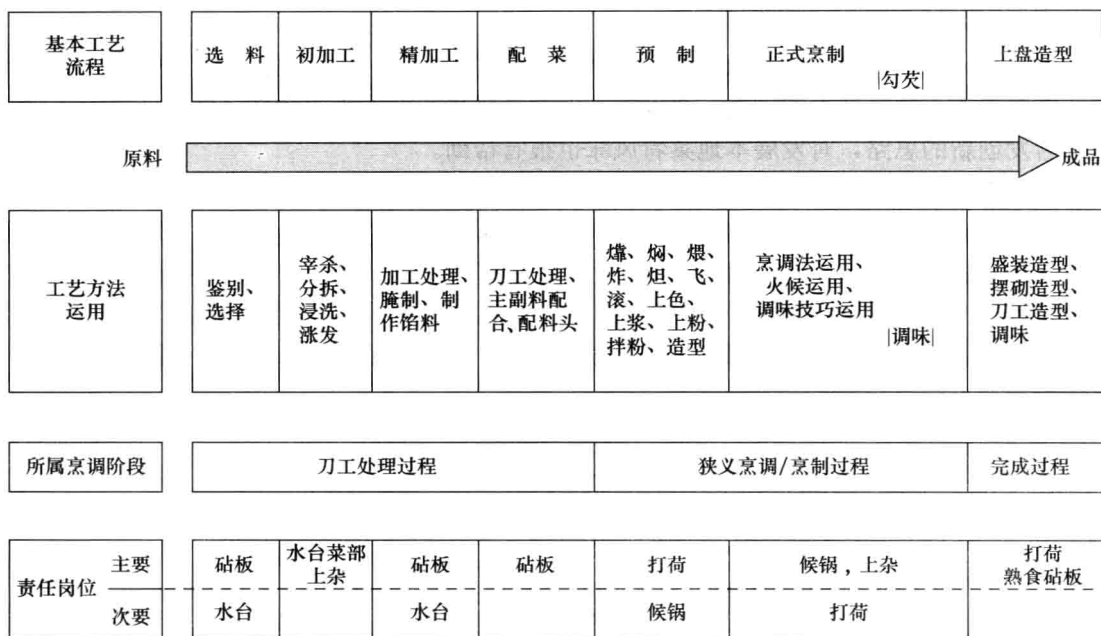 基本工艺
流程
选 料
初加工
精加工
配 菜
预 制
正式烹制
|勾芡|
上盘造型
原料
成品
工艺方法
运用
鉴别、
选择
宰杀、
分拆、
浸洗、
涨发
加工处理、
腌制、制
作馅料
刀工处理、
主副料配
合、配料头
㸆、焖、煨、
炸、炟、飞、
滚、上色、
上浆、上粉、
拌粉、造型
烹调法运用、
火候运用、
调味技巧运用
|调味|
盛装造型、
摆砌造型、
刀工造型、
调味
所属烹调阶段
刀工处理过程
狭义烹调/烹制过程
完成过程
责任岗位
主要
砧板
水台菜部
上杂
砧板
砧板
打荷
候锅，上杂
打荷
熟食砧板
次要
水台
水台
候锅
打荷